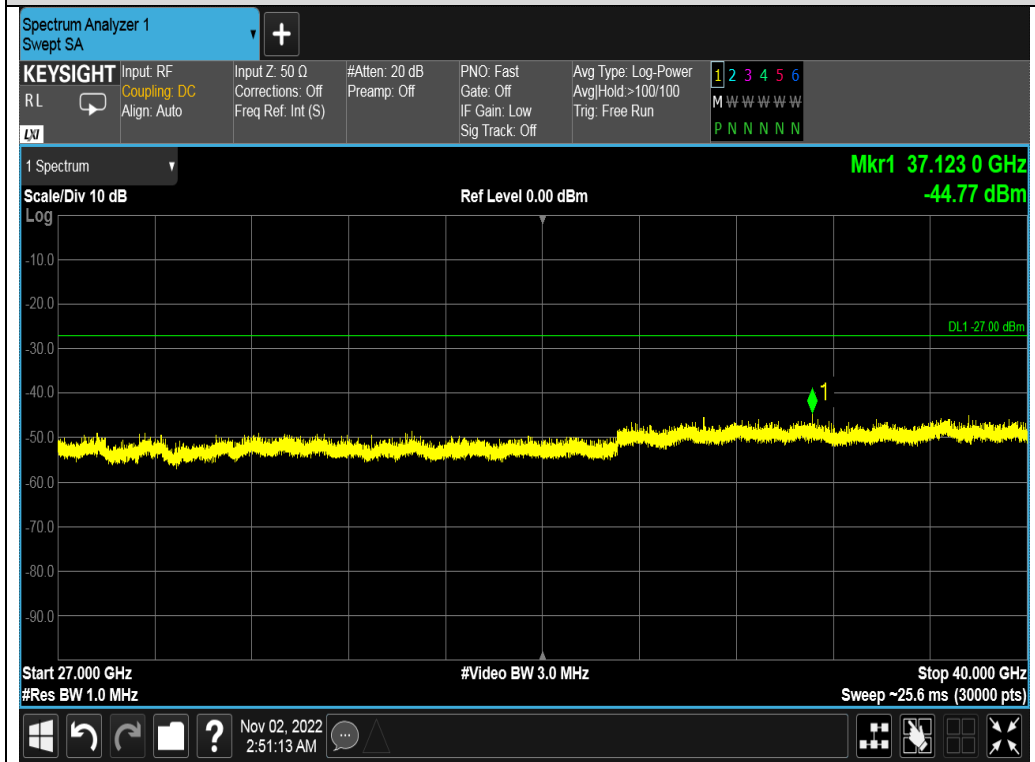 Spectrum Analyzer 1
Swept SA
+
KEYSIGHT
R L
LXI
Input: RF
Coupling: DC
Align: Auto
Input Z: 50 Ω
Corrections: Off
Freq Ref: Int (S)
#Atten: 20 dB
Preamp: Off
PNO: Fast
Gate: Off
IF Gain: Low
Sig Track: Off
Avg Type: Log-Power
Avg|Hold:>100/100
Trig: Free Run
1 2 3 4 5 6
M W W W W W
P N N N N N
1 Spectrum
Mkr1 37.123 0 GHz
-44.77 dBm
Scale/Div 10 dB
Ref Level 0.00 dBm
Log
-10.0
-20.0
DL1 -27.00 dBm
-30.0
-40.0
1
-50.0
-60.0
-70.0
-80.0
-90.0
Start 27.000 GHz
#Video BW 3.0 MHz
Stop 40.000 GHz
#Res BW 1.0 MHz
Sweep ~25.6 ms (30000 pts)
?
Nov 02, 2022
2:51:13 AM